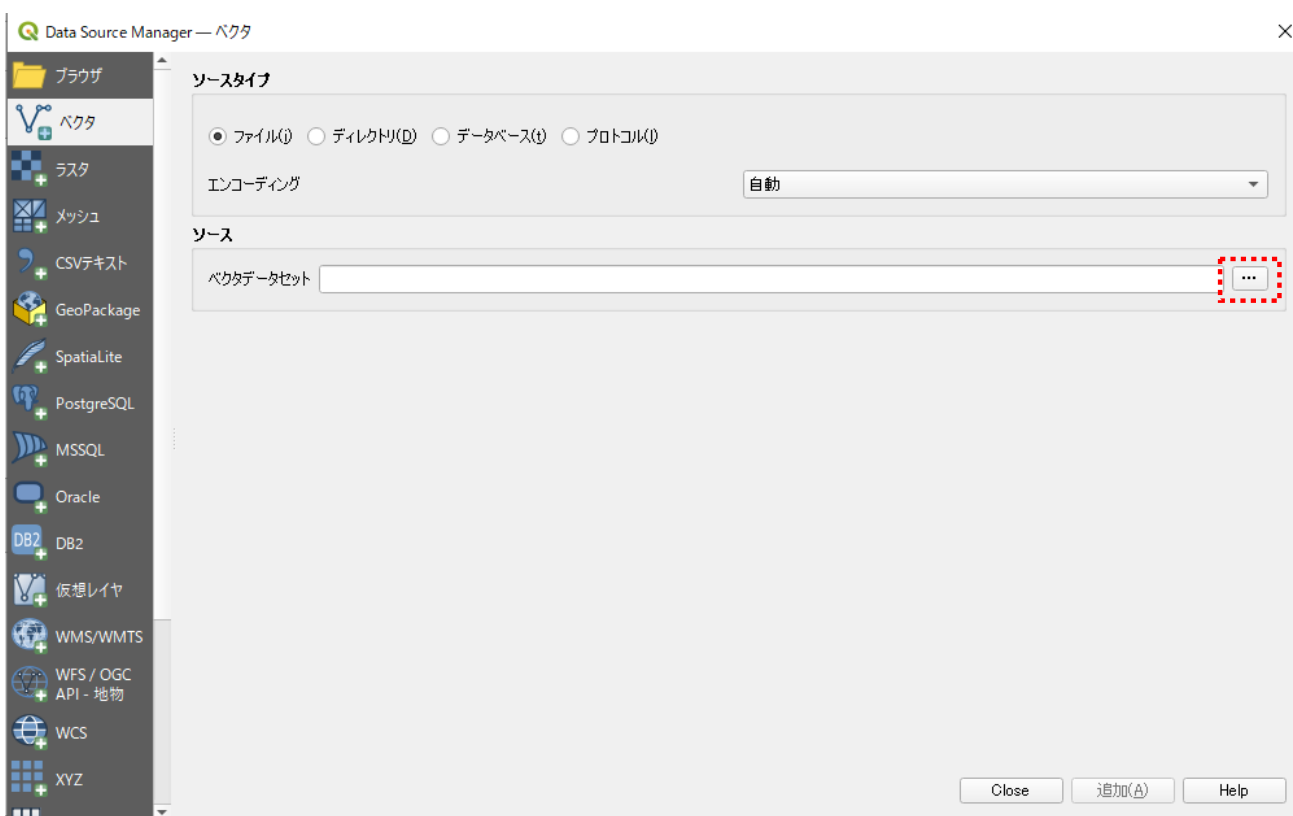 Data Source Manager — ベクタ
ブラウザ
ベクタ
ラスタ
メッシュ
CSVテキスト
GeoPackage
SpatiaLite
PostgreSQL
MSSQL
Oracle
DB2
DB2
仮想レイヤ
WMS/WMTS
WFS / OGC
API - 地物
WCS
XYZ
ソースタイプ
ファイル(i) ディレクトリ(D) データベース(t) プロトコル(l)
エンコーディング 自動
ソース
ベクタデータセット ...
Close 追加(A) Help